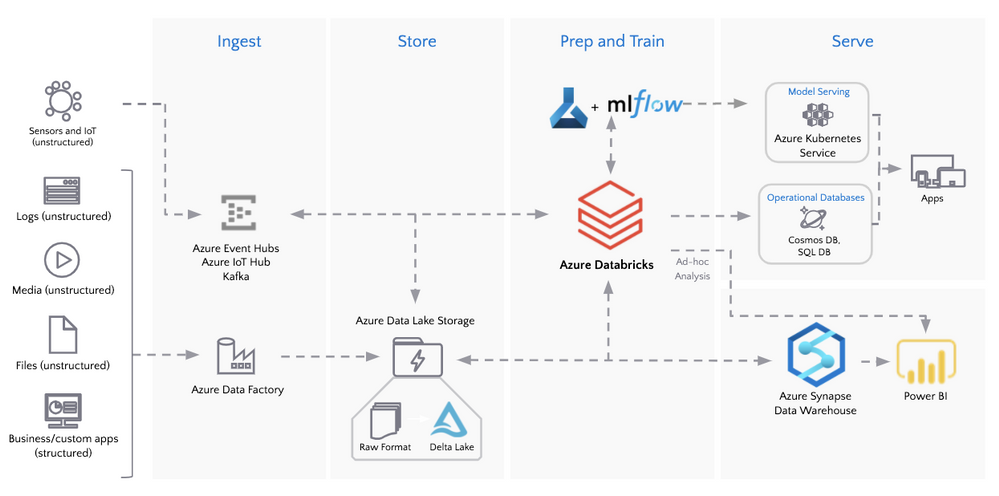 Ingest
Store
Prep and Train
Serve
Sensors and IoT
(unstructured)
Logs (unstructured)
Media (unstructured)
Files (unstructured)
Business/custom apps
(structured)
Azure Event Hubs
Azure IoT Hub
Kafka
Azure Data Factory
Azure Data Lake Storage
Raw Format
Delta Lake
+ mlflow
Azure Databricks
Ad-hoc
Analysis
Model Serving
Azure Kubernetes
Service
Operational Databases
Cosmos DB,
SQL DB
Apps
Azure Synapse
Data Warehouse
Power BI